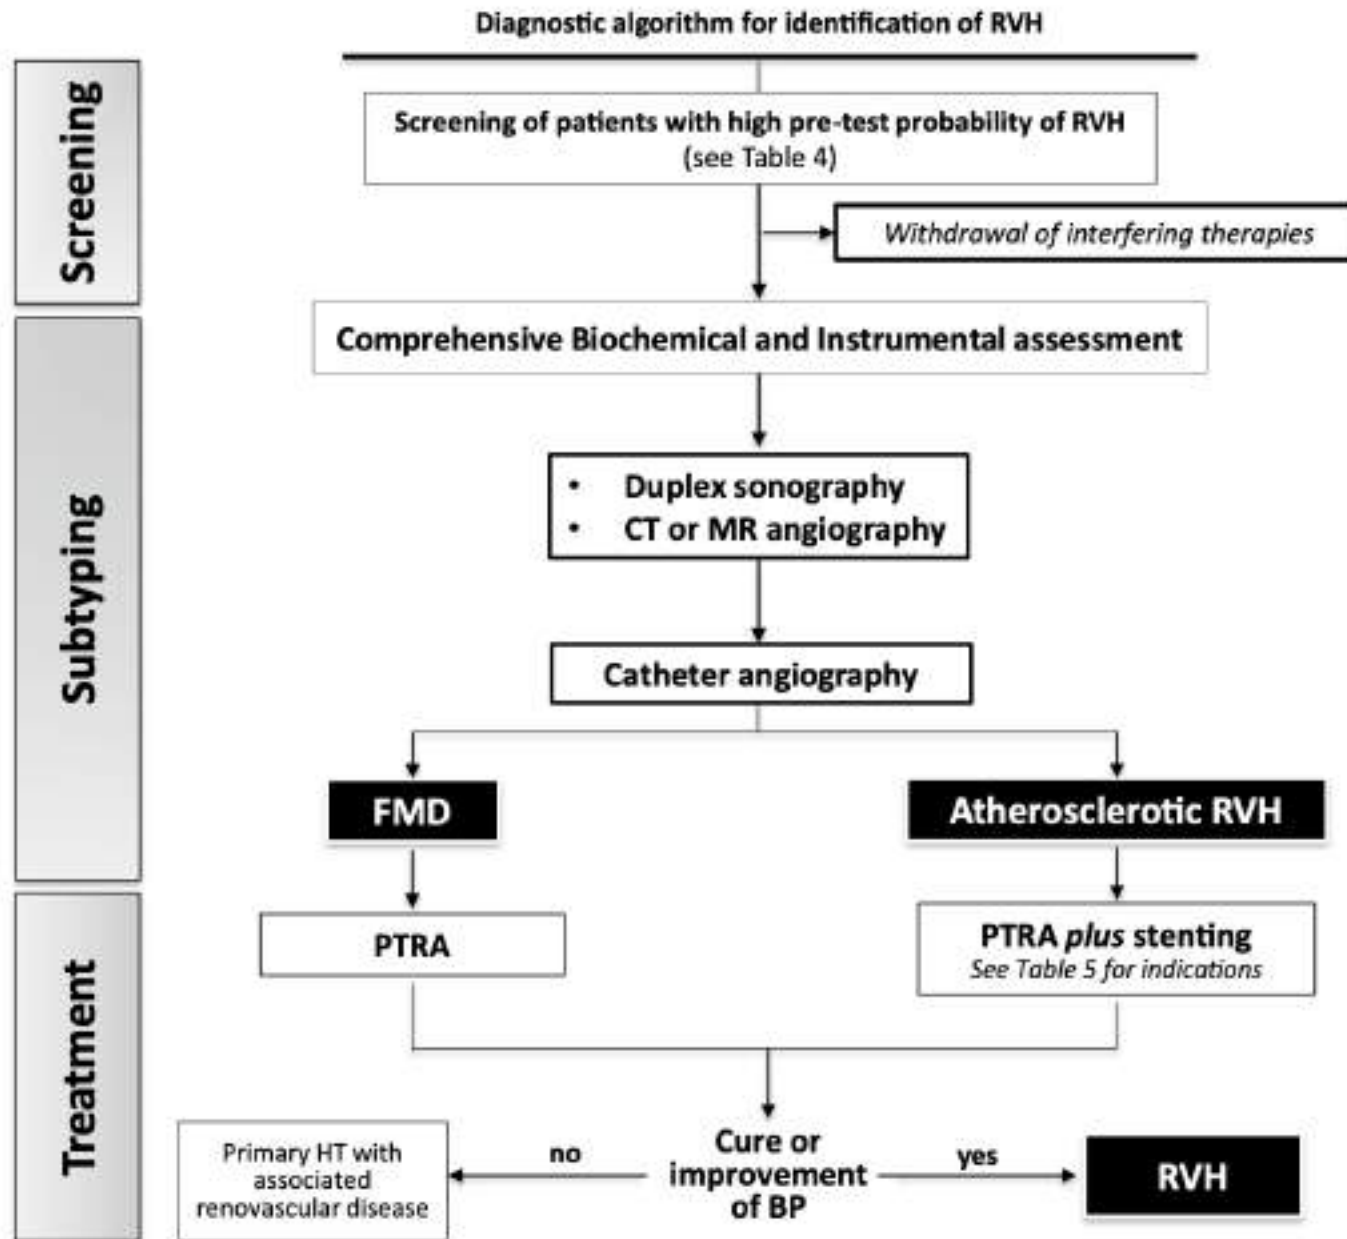 Diagnostic algorithm for identification of RVH
Screening
Screening of patients with high pre-test probability of RVH
(see Table 4)
Withdrawal of interfering therapies
Subtyping
Comprehensive Biochemical and Instrumental assessment
• Duplex sonography
• CT or MR angiography
Catheter angiography
FMD
Atherosclerotic RVH
Treatment
PTRA
PTRA plus stenting
See Table 5 for indications
Primary HT with
associated
renovascular disease
no
Cure or
improvement
of BP
yes
RVH